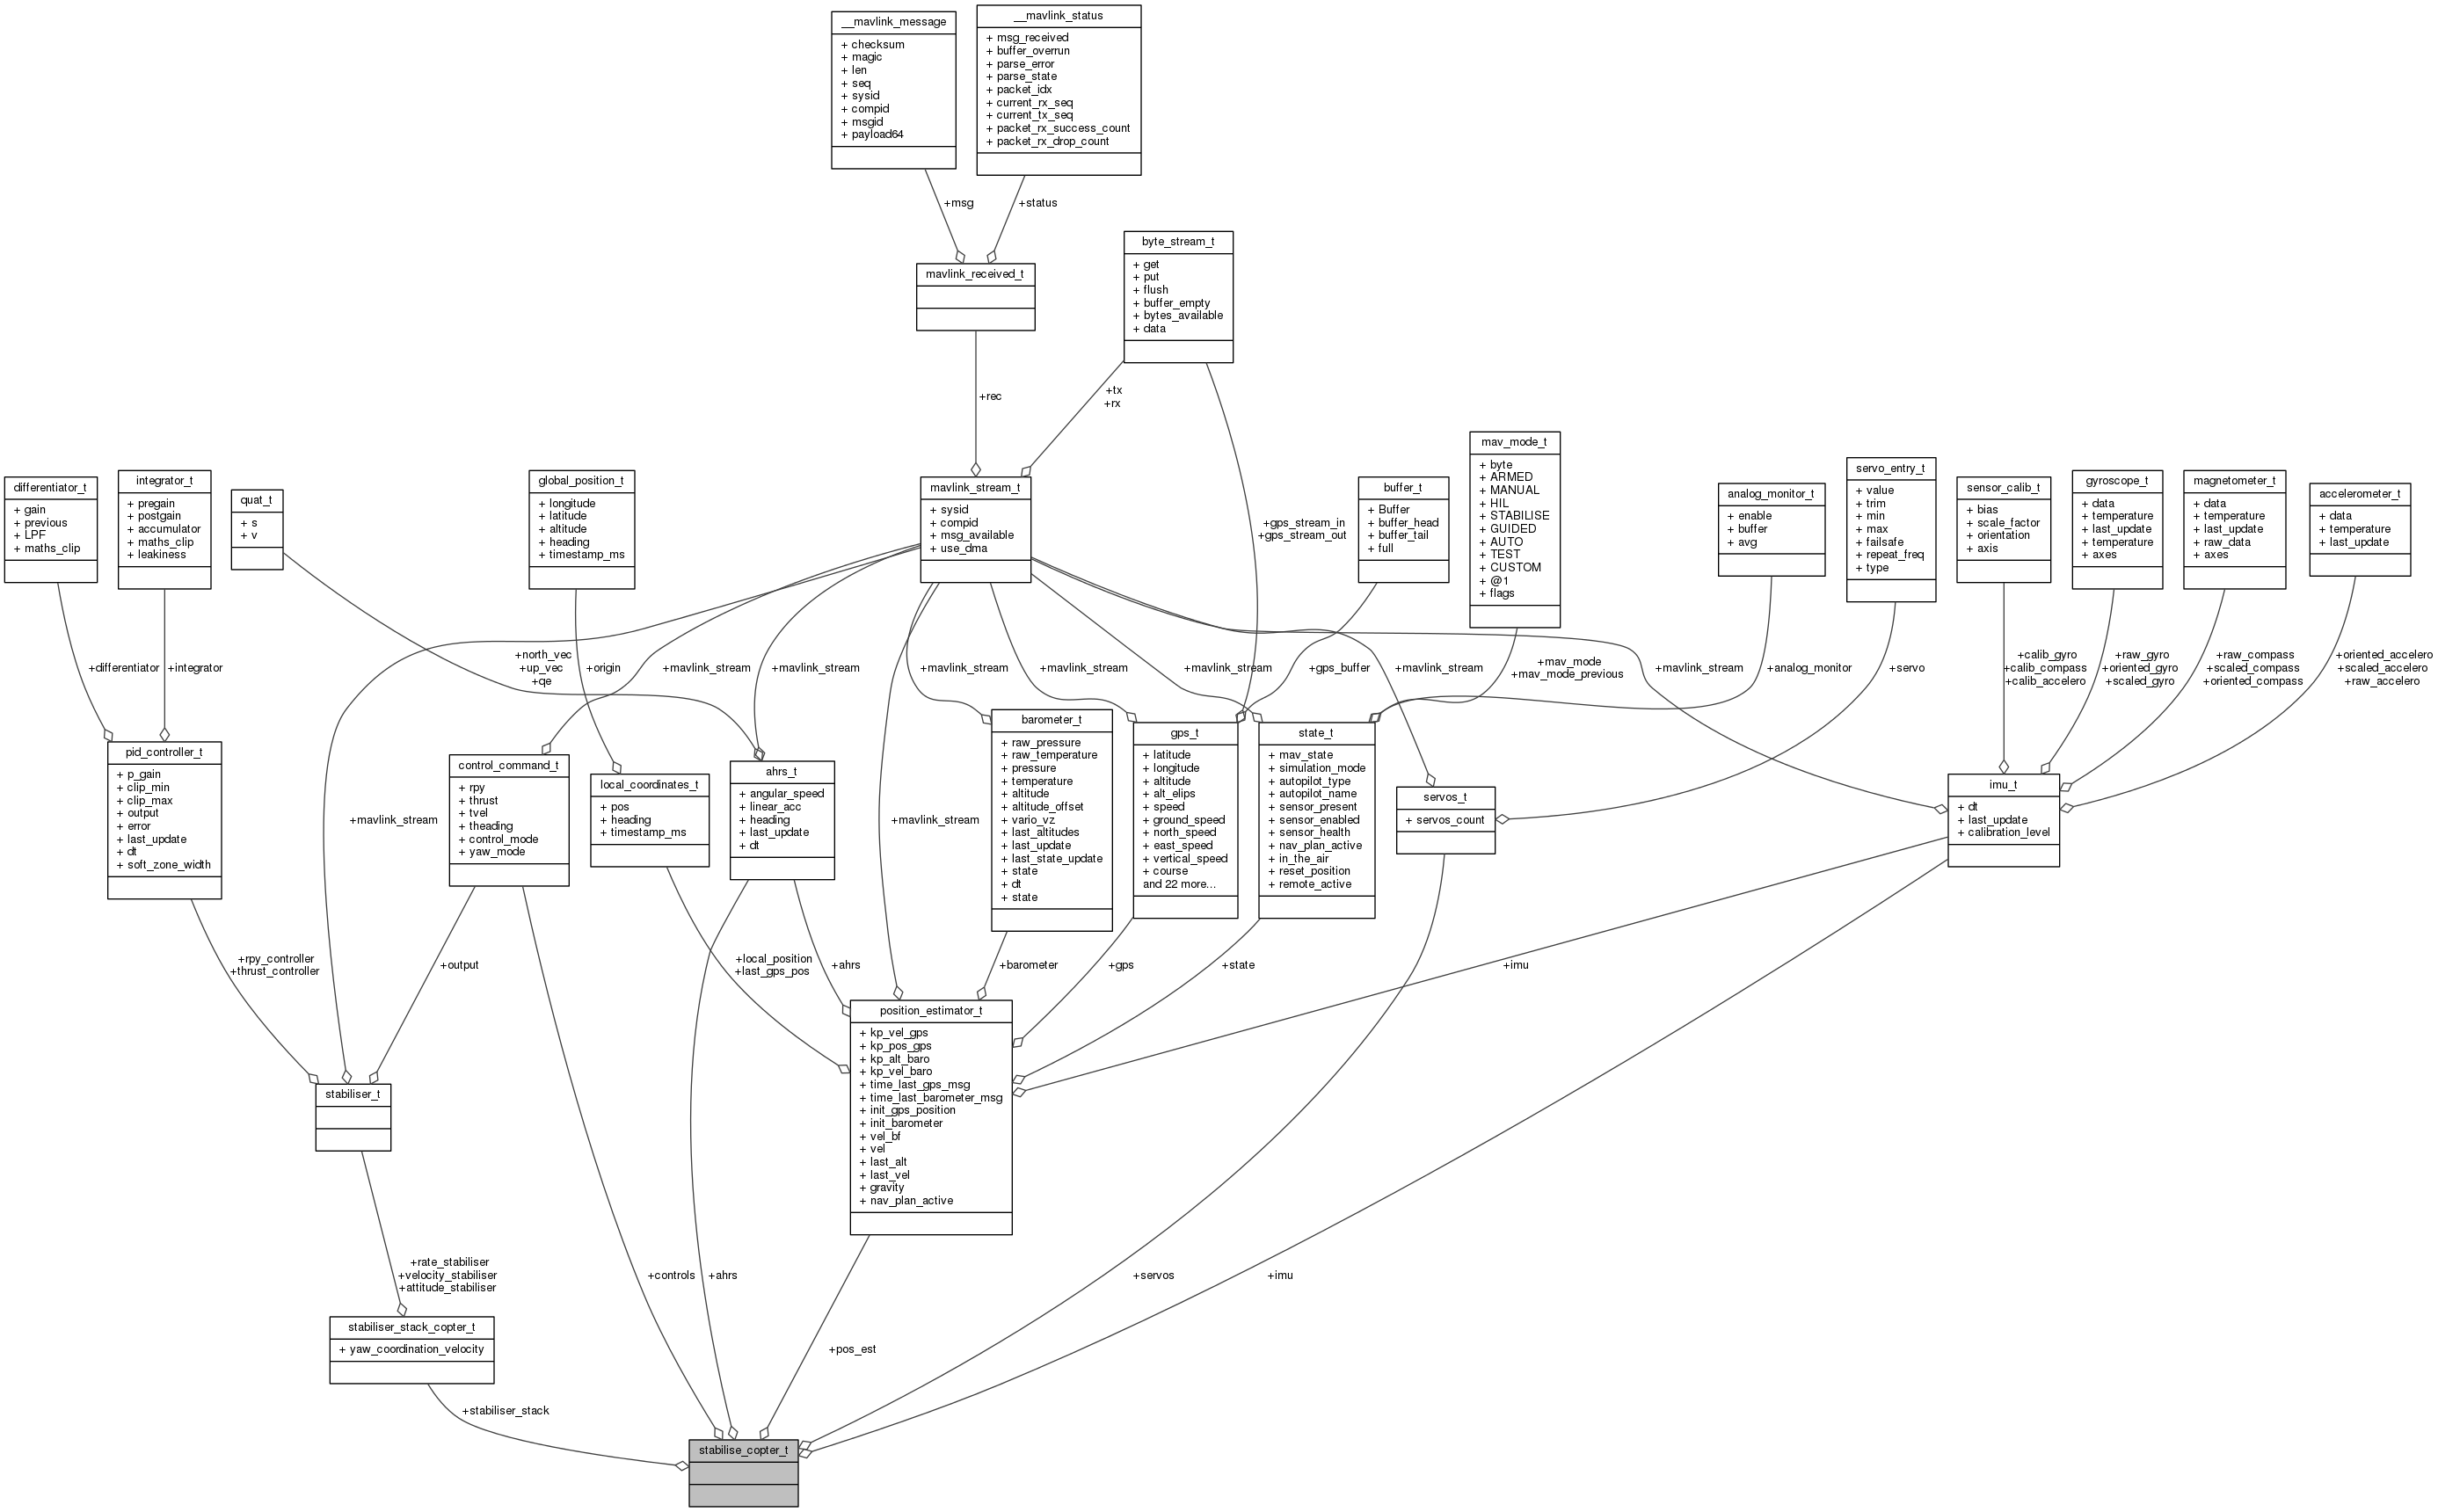 __mavlink_message
+ checksum
+ magic
+ len
+ seq
+ sysid
+ compid
+ msgid
+ payload64
__mavlink_status
+ msg_received
+ buffer_overrun
+ parse_error
+ parse_state
+ packet_idx
+ current_rx_seq
+ current_tx_seq
+ packet_rx_success_count
+ packet_rx_drop_count
+msg
+status
mavlink_received_t
byte_stream_t
+ get
+ put
+ flush
+ buffer_empty
+ bytes_available
+ data
+rec
+tx
+rx
differentiator_t
+ gain
+ previous
+ LPF
+ maths_clip
integrator_t
+ pregain
+ postgain
+ accumulator
+ maths_clip
+ leakiness
quat_t
+ s
+ v
global_position_t
+ longitude
+ latitude
+ altitude
+ heading
+ timestamp_ms
mavlink_stream_t
+ sysid
+ compid
+ msg_available
+ use_dma
+gps_stream_in
+gps_stream_out
buffer_t
+ Buffer
+ buffer_head
+ buffer_tail
+ full
mav_mode_t
+ byte
+ ARMED
+ MANUAL
+ HIL
+ STABILISE
+ GUIDED
+ AUTO
+ TEST
+ CUSTOM
+ @1
+ flags
analog_monitor_t
+ enable
+ buffer
+ avg
servo_entry_t
+ value
+ trim
+ min
+ max
+ failsafe
+ repeat_freq
+ type
sensor_calib_t
+ bias
+ scale_factor
+ orientation
+ axis
gyroscope_t
+ data
+ temperature
+ last_update
+ temperature
+ axes
magnetometer_t
+ data
+ temperature
+ last_update
+ raw_data
+ axes
accelerometer_t
+ data
+ temperature
+ last_update
+differentiator
+integrator
+mavlink_stream
+north_vec
+up_vec
+qe
+origin
+mavlink_stream
+mavlink_stream
+mavlink_stream
+mavlink_stream
+mavlink_stream
+gps_buffer
+mavlink_stream
+mav_mode
+mav_mode_previous
+mavlink_stream
+analog_monitor
+servo
+calib_gyro
+calib_compass
+calib_accelero
+raw_gyro
+oriented_gyro
+scaled_gyro
+raw_compass
+scaled_compass
+oriented_compass
+oriented_accelero
+scaled_accelero
+raw_accelero
pid_controller_t
+ p_gain
+ clip_min
+ clip_max
+ output
+ error
+ last_update
+ dt
+ soft_zone_width
control_command_t
+ rpy
+ thrust
+ tvel
+ theading
+ control_mode
+ yaw_mode
local_coordinates_t
+ pos
+ heading
+ timestamp_ms
ahrs_t
+ angular_speed
+ linear_acc
+ heading
+ last_update
+ dt
+mavlink_stream
barometer_t
+ raw_pressure
+ raw_temperature
+ pressure
+ temperature
+ altitude
+ altitude_offset
+ vario_vz
+ last_altitudes
+ last_update
+ last_state_update
+ state
+ dt
+ state
gps_t
+ latitude
+ longitude
+ altitude
+ alt_elips
+ speed
+ ground_speed
+ north_speed
+ east_speed
+ vertical_speed
+ course
and 22 more...
state_t
+ mav_state
+ simulation_mode
+ autopilot_type
+ autopilot_name
+ sensor_present
+ sensor_enabled
+ sensor_health
+ nav_plan_active
+ in_the_air
+ reset_position
+ remote_active
servos_t
+ servos_count
imu_t
+ dt
+ last_update
+ calibration_level
+rpy_controller
+thrust_controller
+output
+local_position
+last_gps_pos
+ahrs
+barometer
+gps
+state
+imu
position_estimator_t
+ kp_vel_gps
+ kp_pos_gps
+ kp_alt_baro
+ kp_vel_baro
+ time_last_gps_msg
+ time_last_barometer_msg
+ init_gps_position
+ init_barometer
+ vel_bf
+ vel
+ last_alt
+ last_vel
+ gravity
+ nav_plan_active
stabiliser_t
+rate_stabiliser
+velocity_stabiliser
+attitude_stabiliser
+controls
+ahrs
+servos
+imu
stabiliser_stack_copter_t
+ yaw_coordination_velocity
+pos_est
+stabiliser_stack
stabilise_copter_t